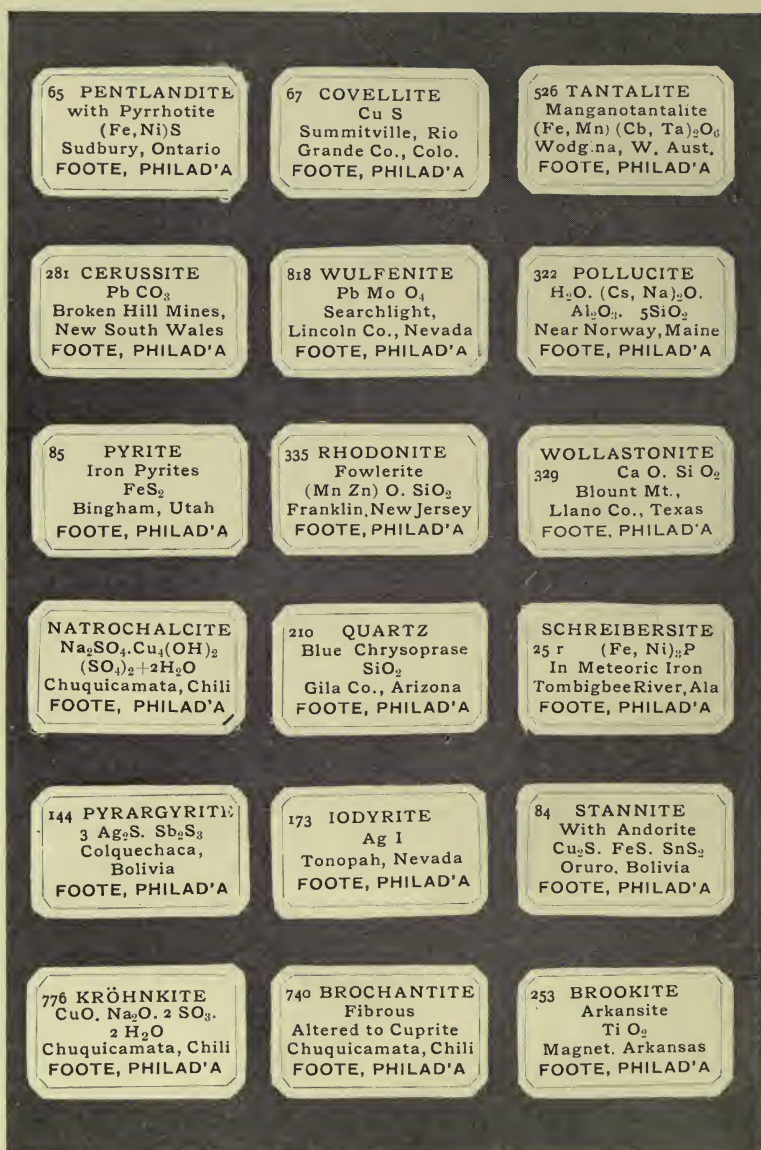 65 PENTLANDITE
with Pyrrhotite
(Fe,Ni)S
Sudbury, Ontario
FOOTE, PHILAD'A
67 COVELLITE
Cu S
Summitville, Rio
Grande Co., Colo.
FOOTE, PHILAD'A
526 TANTALITE
Manganotantalite
(Fe, Mn) (Cb, Ta)₂O₆
Wodg.na, W. Aust.
FOOTE, PHILAD'A
281 CERUSSITE
Pb CO₃
Broken Hill Mines,
New South Wales
FOOTE, PHILAD'A
818 WULFENITE
Pb Mo O₄
Searchlight,
Lincoln Co., Nevada
FOOTE, PHILAD'A
322 POLLUCITE
H₂O. (Cs, Na)₂O.
Al₂O₃. 5SiO₂
Near Norway, Maine
FOOTE, PHILAD'A
85 PYRITE
Iron Pyrites
FeS₂
Bingham, Utah
FOOTE, PHILAD'A
335 RHODONITE
Fowlerite
(Mn Zn) O. SiO₂
Franklin. New Jersey
FOOTE, PHILAD'A
WOLLASTONITE
329 Ca O. Si O₂
Blount Mt.,
Llano Co., Texas
FOOTE. PHILAD'A
NATROCHALCITE
Na₂SO₄.Cu₄(OH)₂
(SO₄)₂+2H₂O
Chuquicamata, Chili
FOOTE, PHILAD'A
210 QUARTZ
Blue Chrysoprase
SiO₂
Gila Co., Arizona
FOOTE, PHILAD'A
SCHREIBERSITE
25 r (Fe, Ni)₃P
In Meteoric Iron
Tombigbee River, Ala
FOOTE, PHILAD'A
144 PYRARGYRITE
3 Ag₂S. Sb₂S₃
Colquechaca,
Bolivia
FOOTE, PHILAD'A
173 IODYRITE
Ag I
Tonopah, Nevada
FOOTE, PHILAD'A
84 STANNITE
With Andorite
Cu₂S. FeS. SnS₂
Oruro. Bolivia
FOOTE, PHILAD'A
776 KRÖHNKITE
CuO. Na₂O. 2 SO₃.
2 H₂O
Chuquicamata, Chili
FOOTE, PHILAD'A
740 BROCHANTITE
Fibrous
Altered to Cuprite
Chuquicamata, Chili
FOOTE, PHILAD'A
253 BROOKITE
Arkansite
Ti O₂
Magnet. Arkansas
FOOTE, PHILAD'A